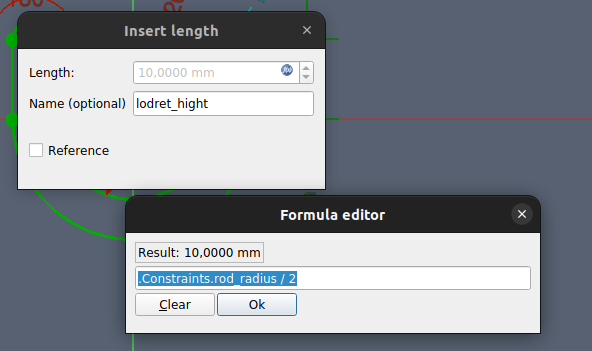 Insert length
Length: 10,0000 mm
Name (optional) lodret_hight
Reference
Formula editor
Result: 10,0000 mm
.Constraints.rod_radius / 2
Clear Ok